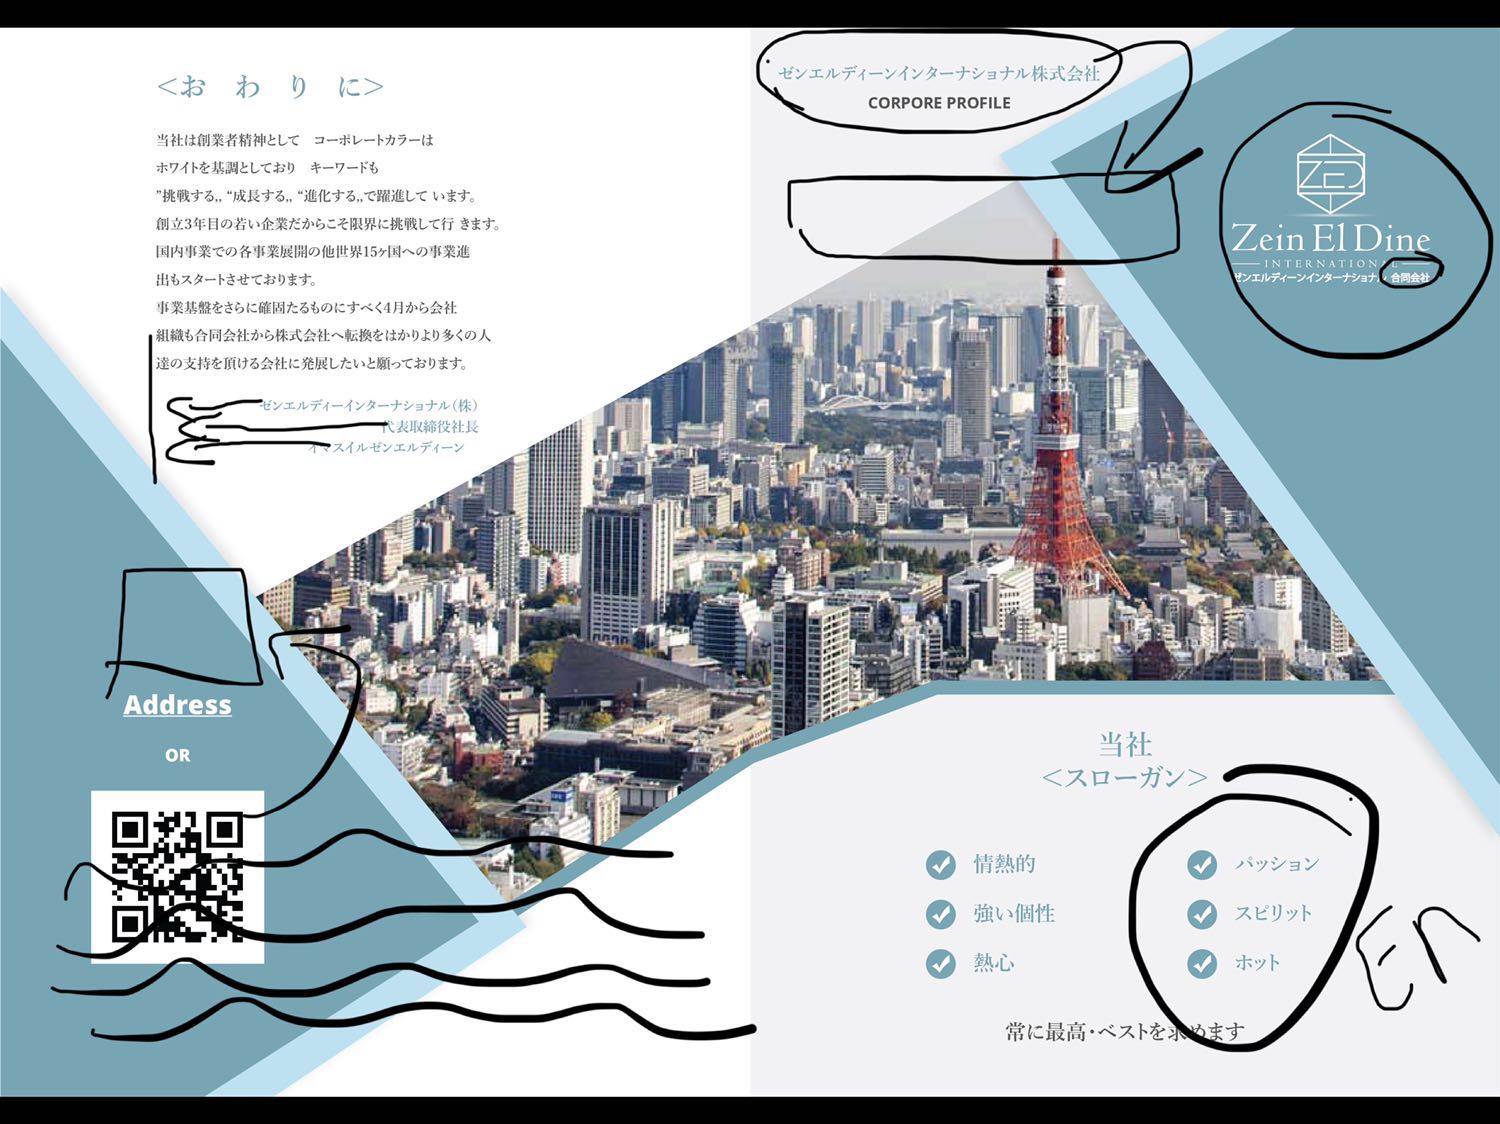 ＜お わ り に＞
当社は創業者精神として　コーポレートカラーは
ホワイトを基調としており　キーワードも
”挑戦する„ “成長する„ “進化する„で躍進して います。
創立3年目の若い企業だからこそ限界に挑戦して行 きます。
国内事業での各事業展開の他世界15ヶ国への事業進
出もスタートさせております。
事業基盤をさらに確固たるものにすべく4月から会社
組織も合同会社から株式会社へ転換をはかりより多くの人
達の支持を頂ける会社に発展したいと願っております。
ゼンエルディーインターナショナル（株）
代表取締役社長
イマスイルゼンエルディーン
Address
OR
ゼンエルディーンインターナショナル株式会社
CORPORE PROFILE
ZED
Zein El Dine
INTERNATIONAL
ゼンエルディーンインターナショナル 合同会社
当社
＜スローガン＞
情熱的
パッション
強い個性
スピリット
熱心
ホット
En
常に最高・ベストを求めます